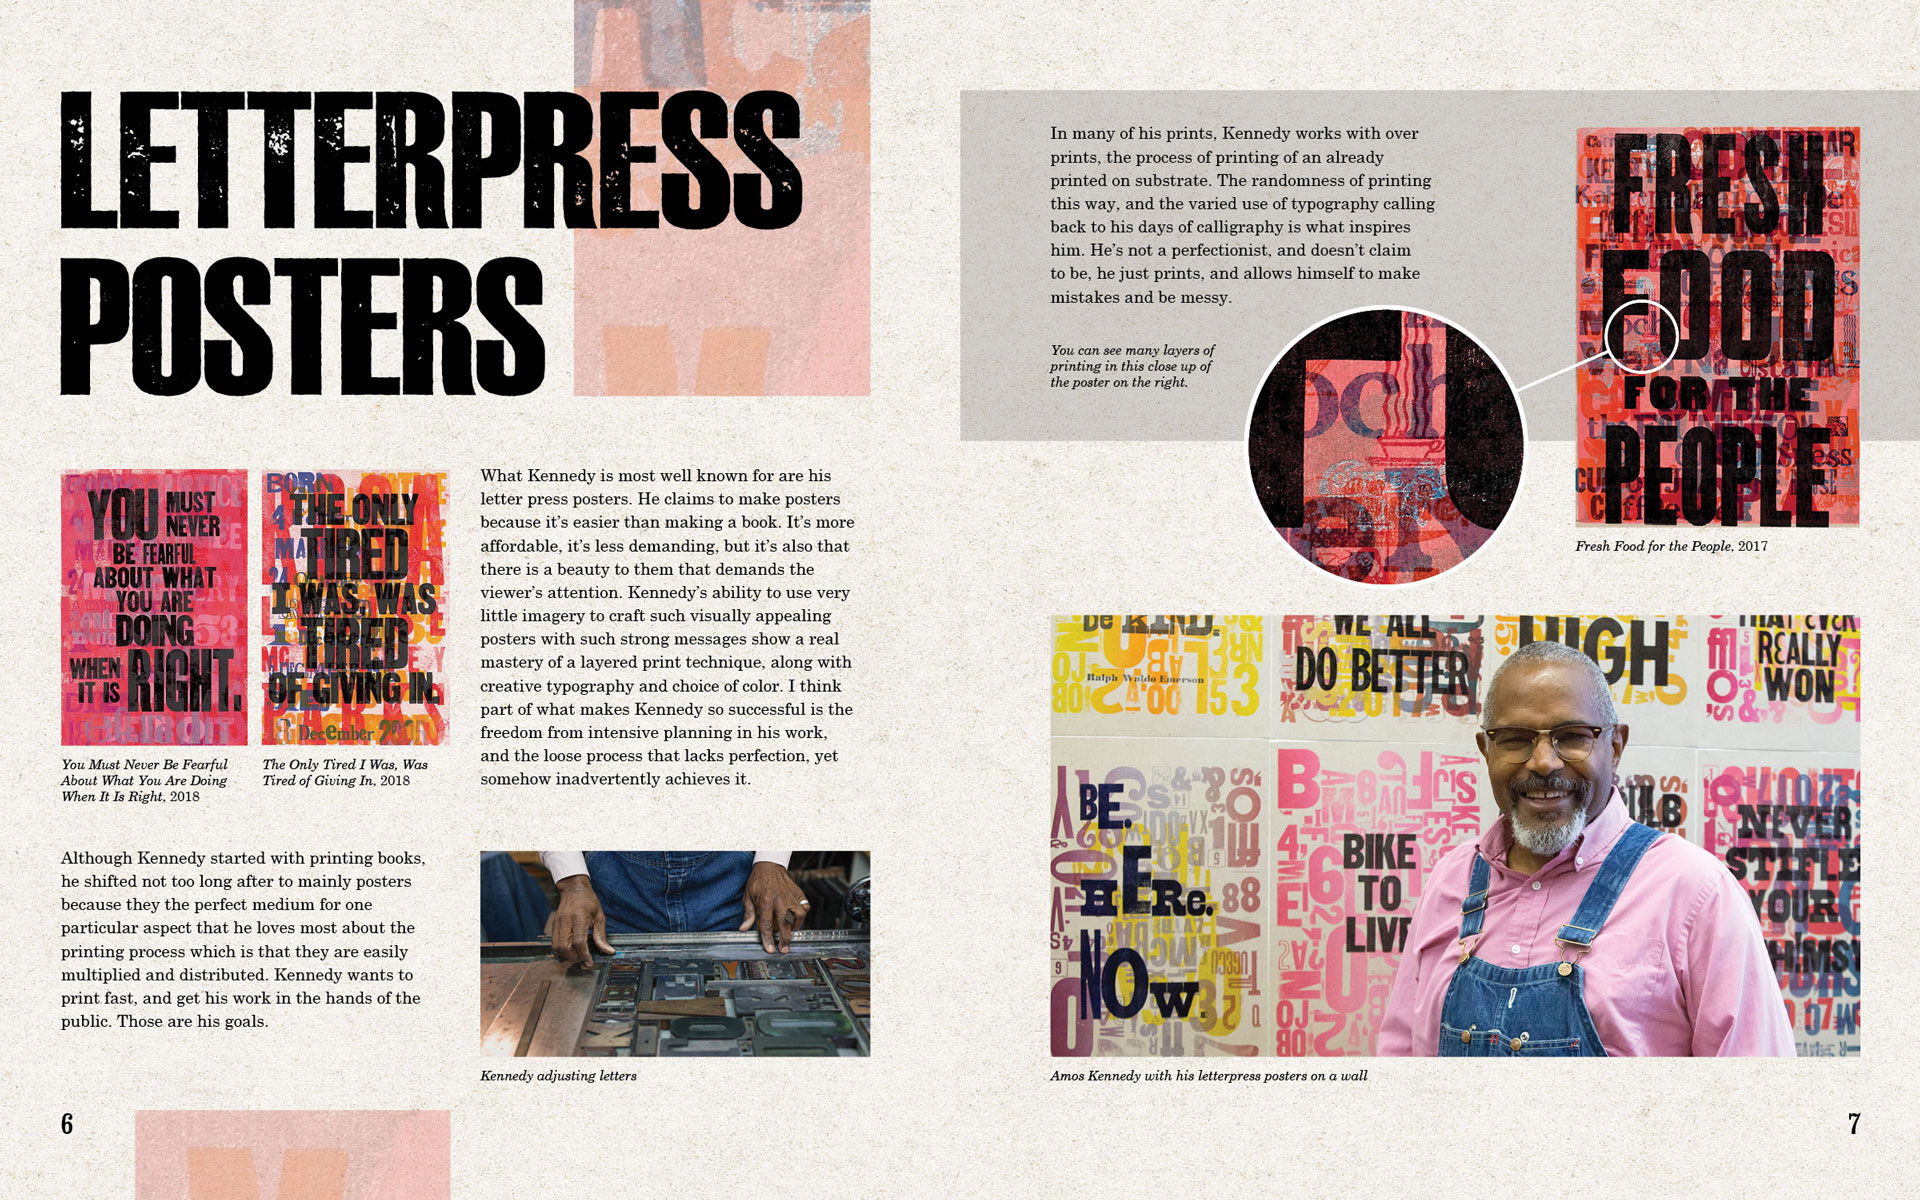 LETTERPRESS
POSTERS
YOU MUST
NEVER
BE FEARFUL
ABOUT WHAT
YOU ARE
DOING
WHEN
IT IS RIGHT.
You Must Never Be Fearful
About What You Are Doing
When It Is Right, 2018
BORN
THE ONLY
TIRED
I WAS, WAS
TIRED
OF GIVING IN.
December
The Only Tired I Was, Was
Tired of Giving In, 2018
Although Kennedy started with printing books,
he shifted not too long after to mainly posters
because they the perfect medium for one
particular aspect that he loves most about the
printing process which is that they are easily
multiplied and distributed. Kennedy wants to
print fast, and get his work in the hands of the
public. Those are his goals.
What Kennedy is most well known for are his
letter press posters. He claims to make posters
because it’s easier than making a book. It’s more
affordable, it’s less demanding, but it’s also that
there is a beauty to them that demands the
viewer’s attention. Kennedy’s ability to use very
little imagery to craft such visually appealing
posters with such strong messages show a real
mastery of a layered print technique, along with
creative typography and choice of color. I think
part of what makes Kennedy so successful is the
freedom from intensive planning in his work,
and the loose process that lacks perfection, yet
somehow inadvertently achieves it.
Kennedy adjusting letters
6
In many of his prints, Kennedy works with over
prints, the process of printing of an already
printed on substrate. The randomness of printing
this way, and the varied use of typography calling
back to his days of calligraphy is what inspires
him. He’s not a perfectionist, and doesn’t claim
to be, he just prints, and allows himself to make
mistakes and be messy.
You can see many layers of
printing in this close up of
the poster on the right.
FRESH
FOOD
FOR THE
PEOPLE
Fresh Food for the People, 2017
Be KIND.
Ralph Waldo Emerson
WE ALL
DO BETTER
THAT EVER
REALLY
WON
BE.
HERe.
NOw.
BIKE
TO
LIVE
NEVER
STIFLE
YOUR
WHIMSY
Amos Kennedy with his letterpress posters on a wall
7